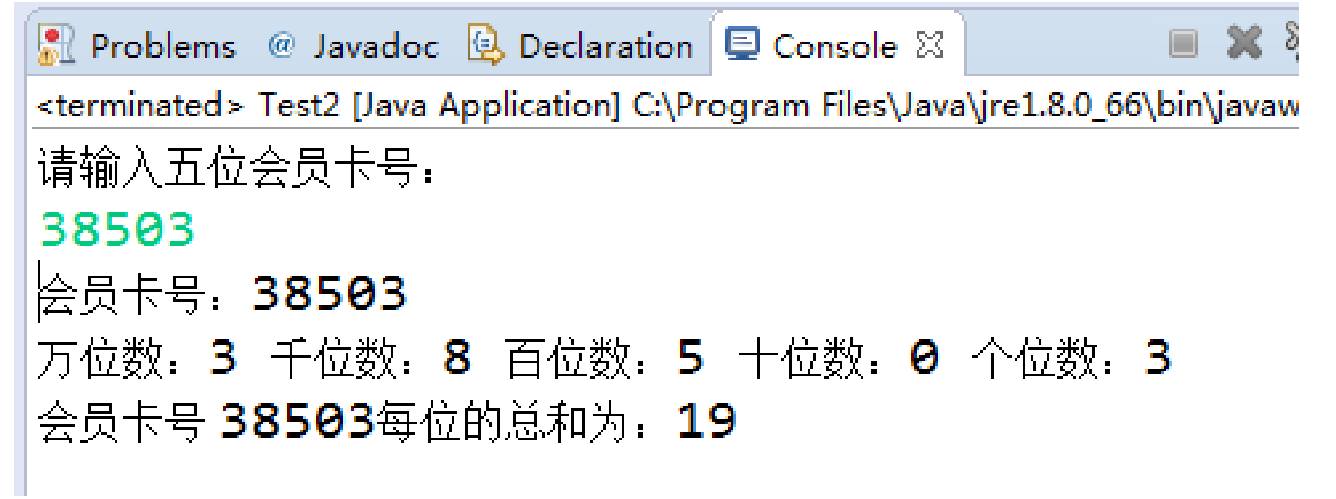 Problems @ Javadoc Declaration Console
<terminated> Test2 [Java Application] C:\Program Files\Java\jre1.8.0_66\bin\javaw
请输入五位会员卡号：
38503
会员卡号：38503
万位数：3 千位数：8 百位数：5 十位数：0 个位数：3
会员卡号 38503每位的总和为：19